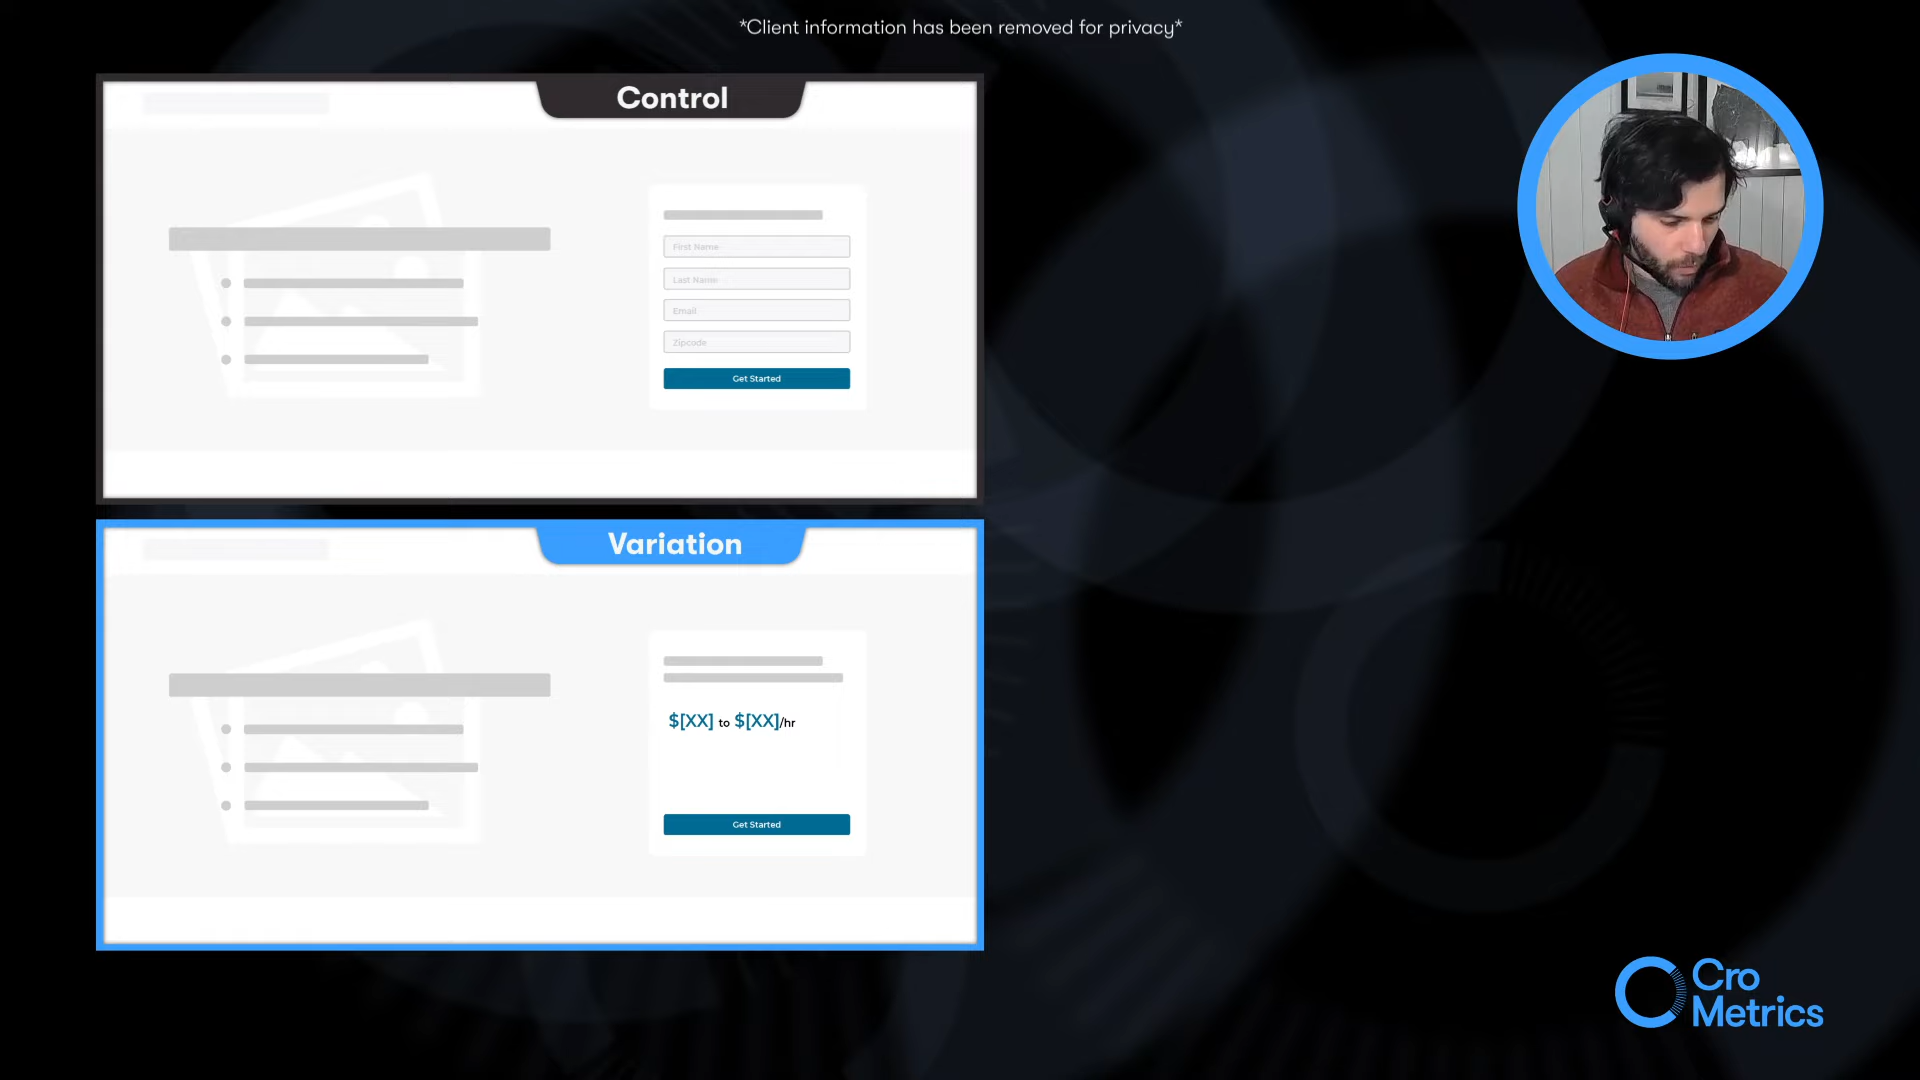 *Client information has been removed for privacy*
Control
First Name
Last Name
Email
Zipcode
Get Started
Variation
$[XX] to $[XX]/hr
Get Started
Cro
Metrics